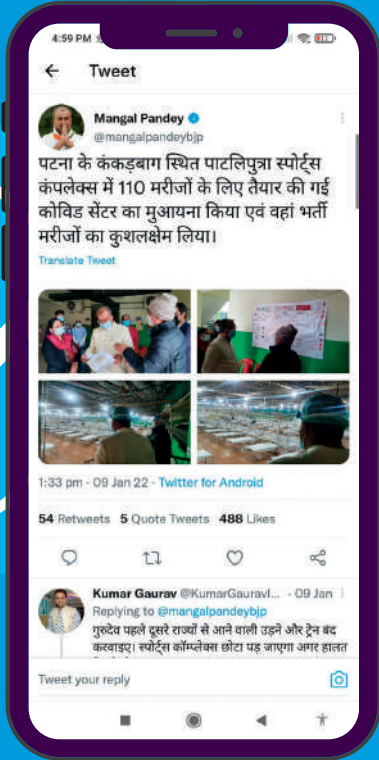 4:59 PM
Tweet
Mangal Pandey
@mangalpandeybjp
पटना के कंकड़बाग स्थित पाटलिपुत्रा स्पोर्ट्स
कंपलेक्स में 110 मरीजों के लिए तैयार की गई
कोविड सेंटर का मुआयना किया एवं वहां भर्ती
मरीजों का कुशलक्षेम लिया।
Translate Tweet
1:33 pm · 09 Jan 22 · Twitter for Android
54 Retweets 5 Quote Tweets 488 Likes
Kumar Gaurav @KumarGauravI... · 09 Jan
Replying to @mangalpandeybjp
गुरुदेव पहले दूसरे राज्यों से आने वाली उड़ने और ट्रेन बंद
करवाइए। स्पोर्ट्स कॉम्प्लेक्स छोटा पड़ जाएगा अगर हालत
Tweet your reply